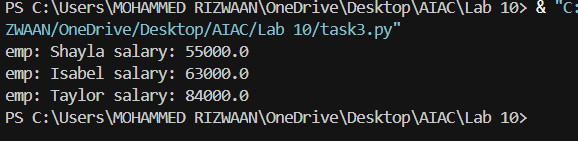 PS C:\Users\MOHAMMED RIZWAAN\OneDrive\Desktop\AIAC\Lab 10> & "C:
ZWAAN/OneDrive/Desktop/AIAC/Lab 10/task3.py"
emp: Shayla salary: 55000.0
emp: Isabel salary: 63000.0
emp: Taylor salary: 84000.0
PS C:\Users\MOHAMMED RIZWAAN\OneDrive\Desktop\AIAC\Lab 10>